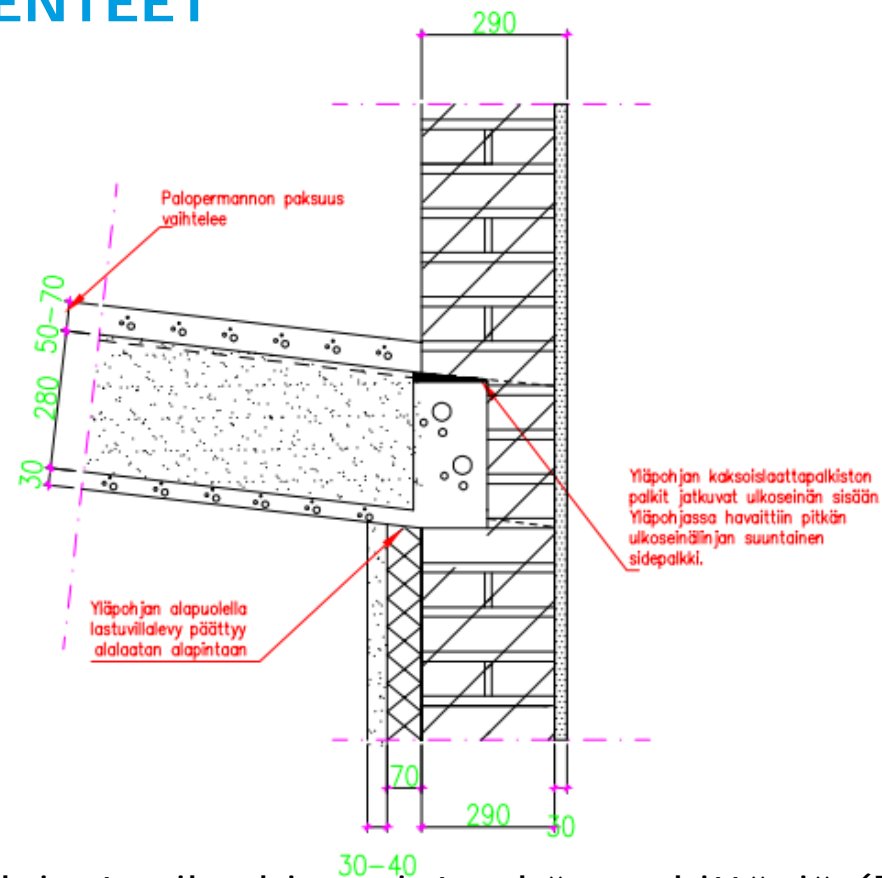 290
Palopermannon paksuus
vaihtelee
50-70
280
30
Yläpohjan kaksoislaattapalkiston
palkit jatkuvat ulkoseinän sisään
Yläpohjassa havaittiin pitkän
ulkoseinälinjan suuntainen
sidepalkki.
Yläpohjan alapuolella
lastuvillalevy päättyy
alalaatan alapintaan
70
290
30
30-40